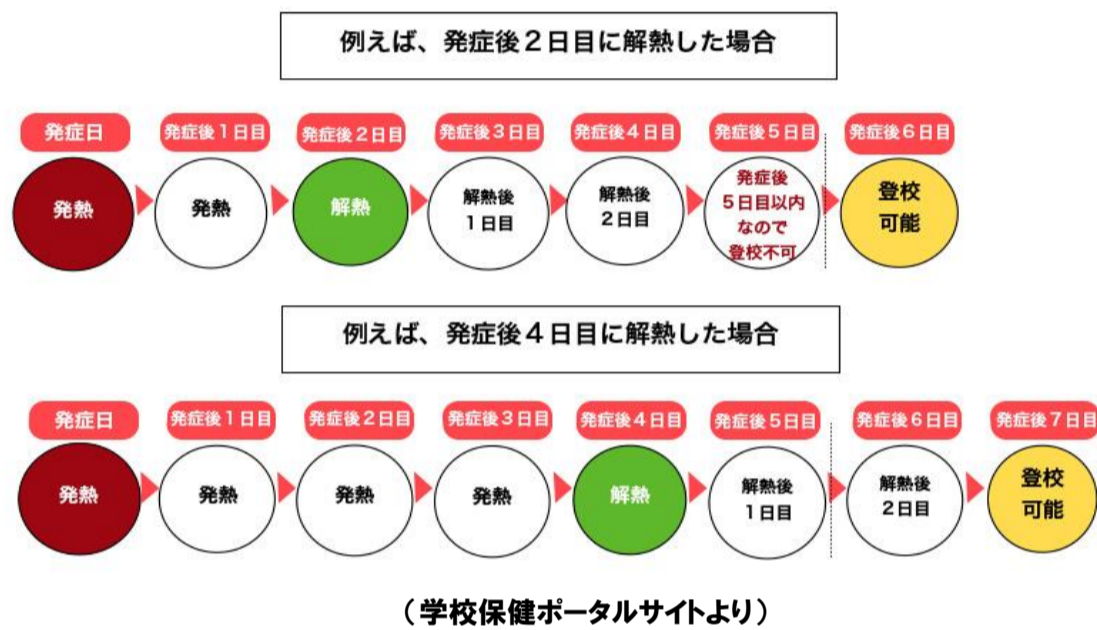 例えば、発症後２日目に解熱した場合
発症日 発症後１日目 発症後２日目 発症後３日目 発症後４日目 発症後５日目 発症後６日目
発熱
発熱
解熱
解熱後
１日目
解熱後
２日目
発症後
５日目以内
なので
登校不可
登校
可能
例えば、発症後４日目に解熱した場合
発症日 発症後１日目 発症後２日目 発症後３日目 発症後４日目 発症後５日目 発症後６日目 発症後７日目
発熱
発熱
発熱
発熱
解熱
解熱後
１日目
解熱後
２日目
登校
可能
（学校保健ポータルサイトより）